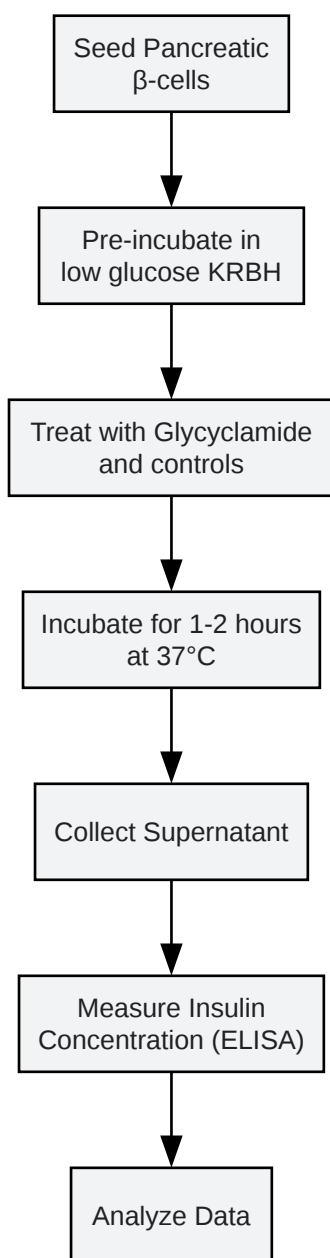 Seed Pancreatic
β-cells
Pre-incubate in
low glucose KRBH
Treat with Glycyclamide
and controls
Incubate for 1-2 hours
at 37°C
Collect Supernatant
Measure Insulin
Concentration (ELISA)
Analyze Data